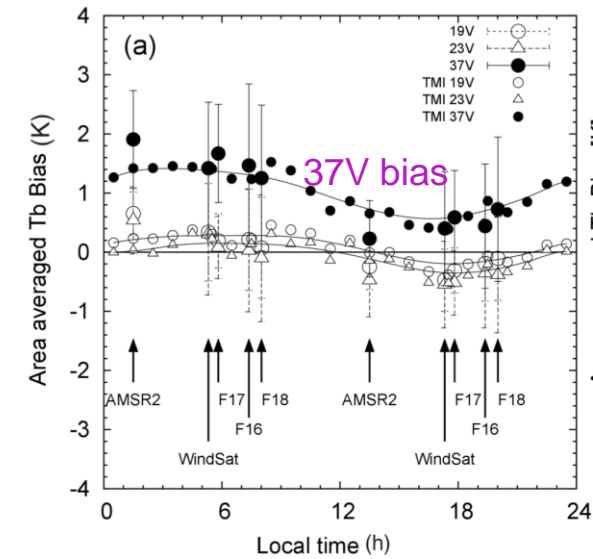 (a)
19V
23V
37V
TMI 19V
TMI 23V
TMI 37V
37V bias
Area averaged Tb Bias (K)
4
3
2
1
0
-1
-2
-3
-4
AMSR2
F17
F18
F16
WindSat
AMSR2
F17
F18
F16
WindSat
0
6
12
18
24
Local time (h)